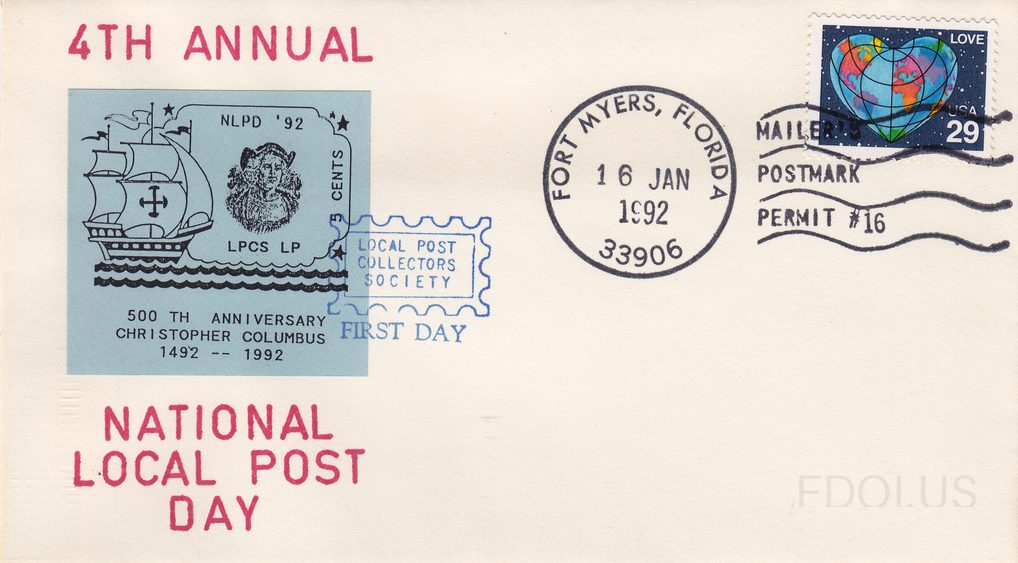 4TH ANNUAL
NLPD '92
5 CENTS
LPCS LP
500 TH ANNIVERSARY
CHRISTOPHER COLUMBUS
1492 -- 1992
LOCAL POST
COLLECTORS
SOCIETY
FIRST DAY
NATIONAL
LOCAL POST
DAY
FORT MYERS, FLORIDA
16 JAN
1992
33906
MAILER'S
POSTMARK
PERMIT #16
LOVE
USA
29
FDOI.US